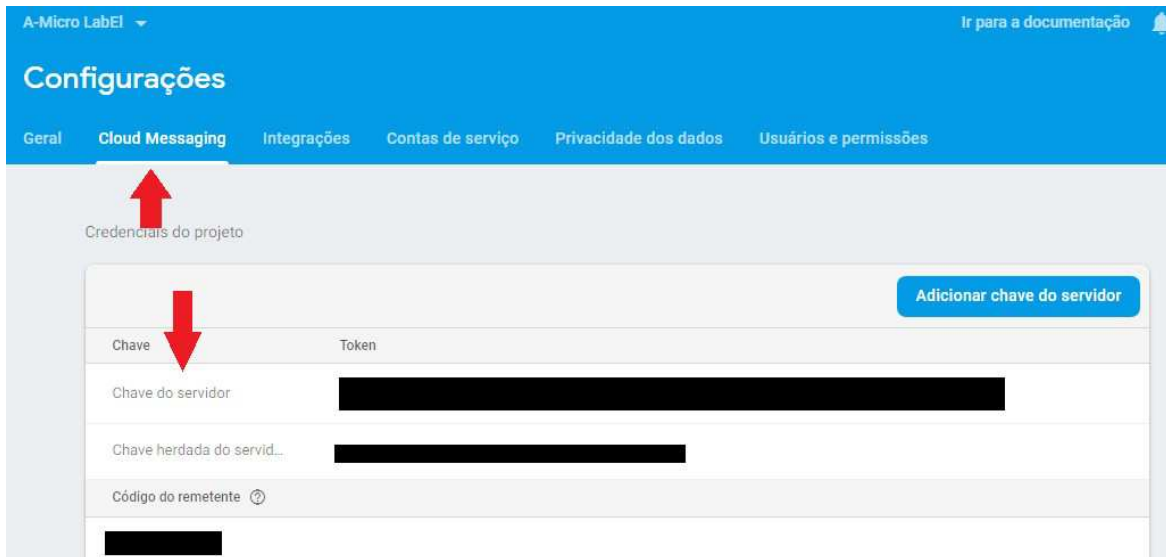 A-Micro LabEl
Ir para a documentação
Configurações
Geral Cloud Messaging Integrações Contas de serviço Privacidade dos dados Usuários e permissões
Credenciais do projeto
Adicionar chave do servidor
Chave Token
Chave do servidor
Chave herdada do servid...
Código do remetente